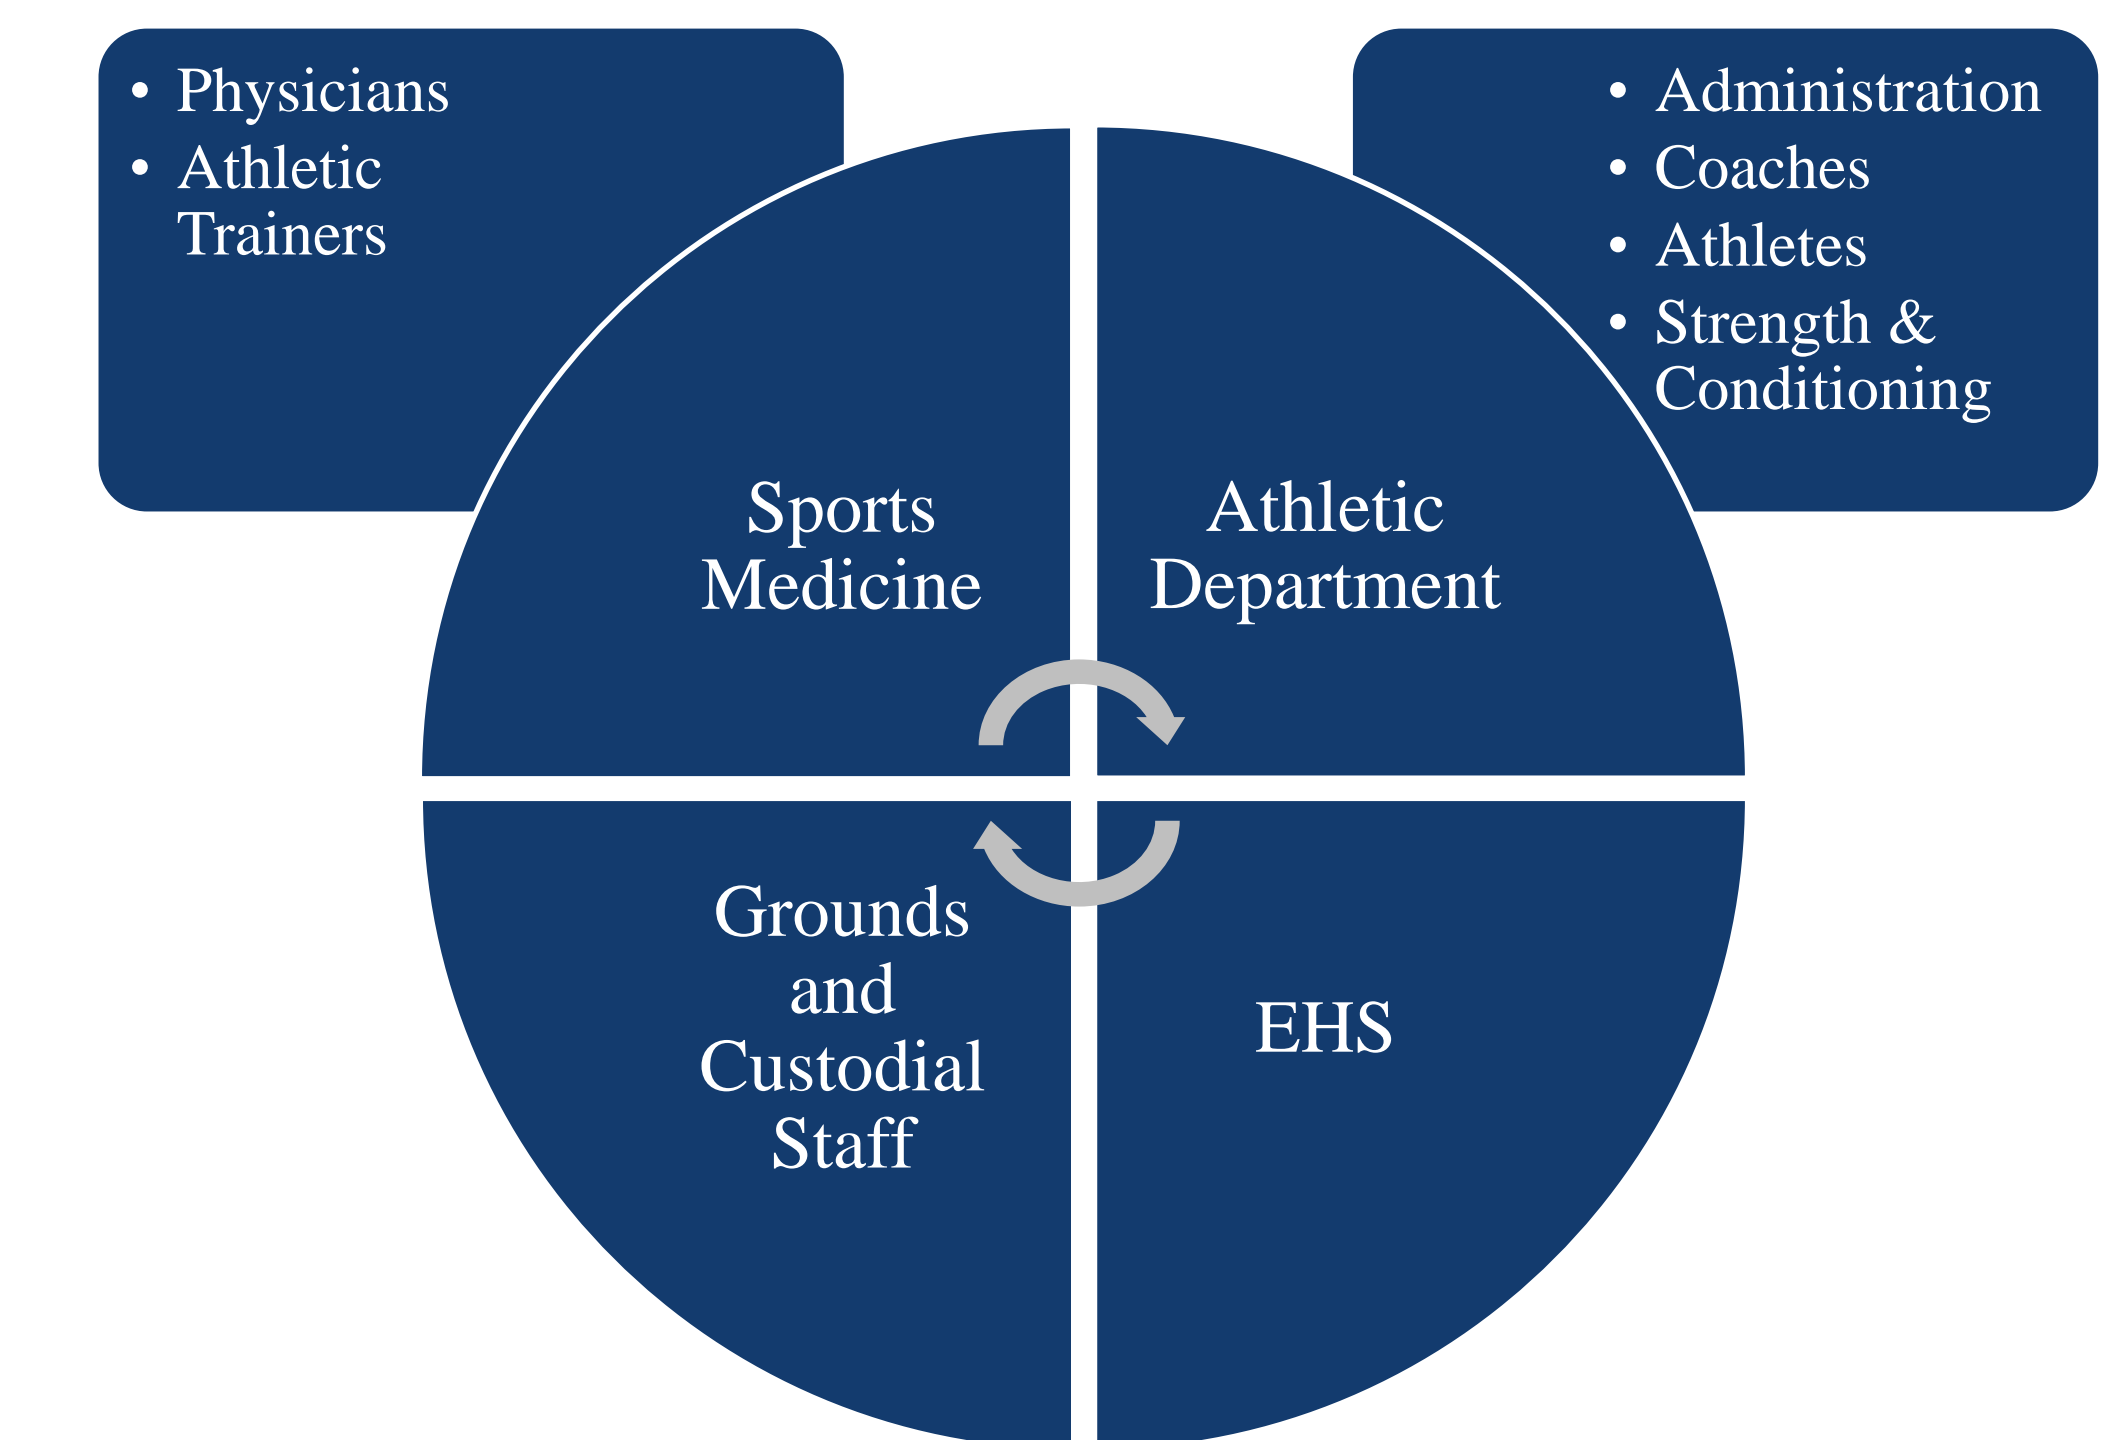 • Physicians
• Athletic
Trainers
• Administration
• Coaches
• Athletes
• Strength &
Conditioning
Sports
Medicine
Athletic
Department
Grounds
and
Custodial
Staff
EHS